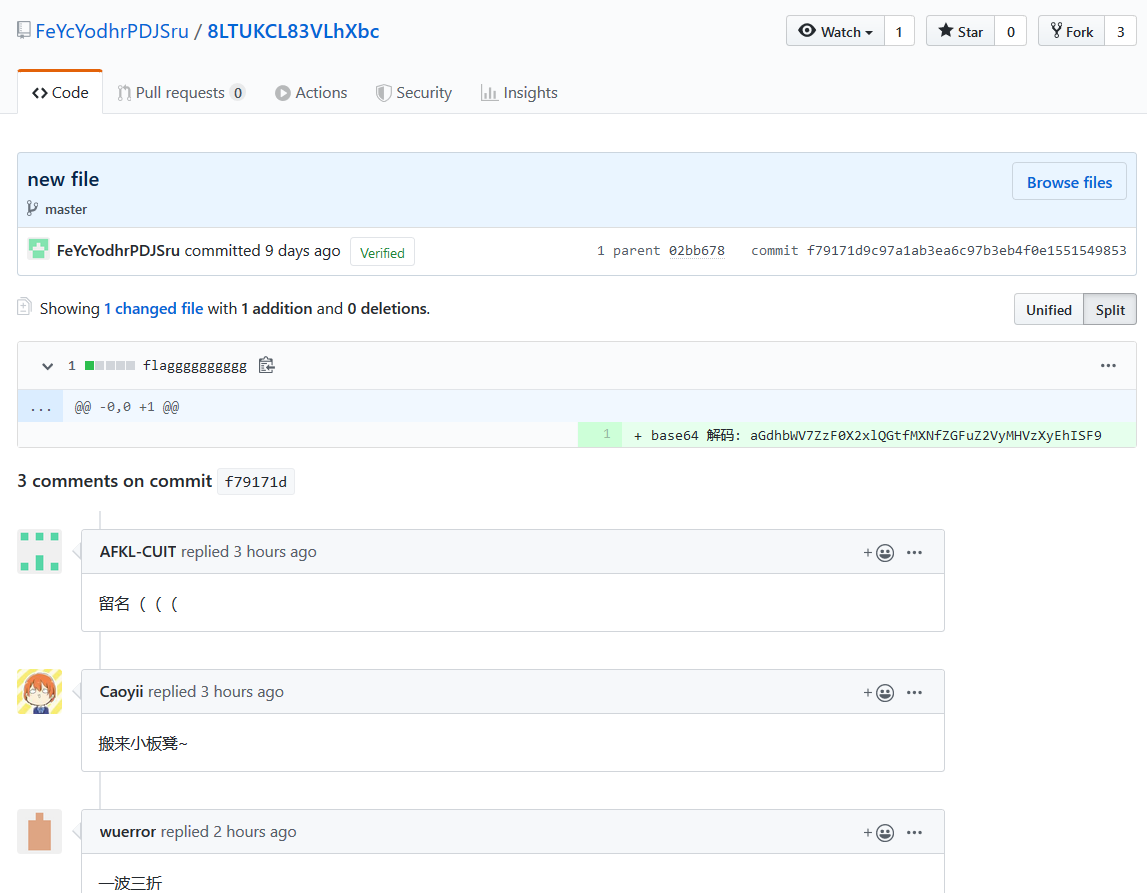 FeYcYodhrPDJSru / 8LTUKCL83VLhXbc
Watch 1 Star 0 Fork 3
Code Pull requests 0 Actions Security Insights
new file
Browse files
master
FeYcYodhrPDJSru committed 9 days ago Verified 1 parent 02bb678 commit f79171d9c97a1ab3ea6c97b3eb4f0e1551549853
Showing 1 changed file with 1 addition and 0 deletions.
Unified Split
1 flagggggggggg
... @@ -0,0 +1 @@
1 + base64 解码: aGdhbWV7ZzF0X2xlQGtfMXNfZGFuZ2VyMHVzXyEhISF9
3 comments on commit f79171d
AFKL-CUIT replied 3 hours ago
留名（（（
Caoyii replied 3 hours ago
搬来小板凳~
wuerror replied 2 hours ago
一波三折